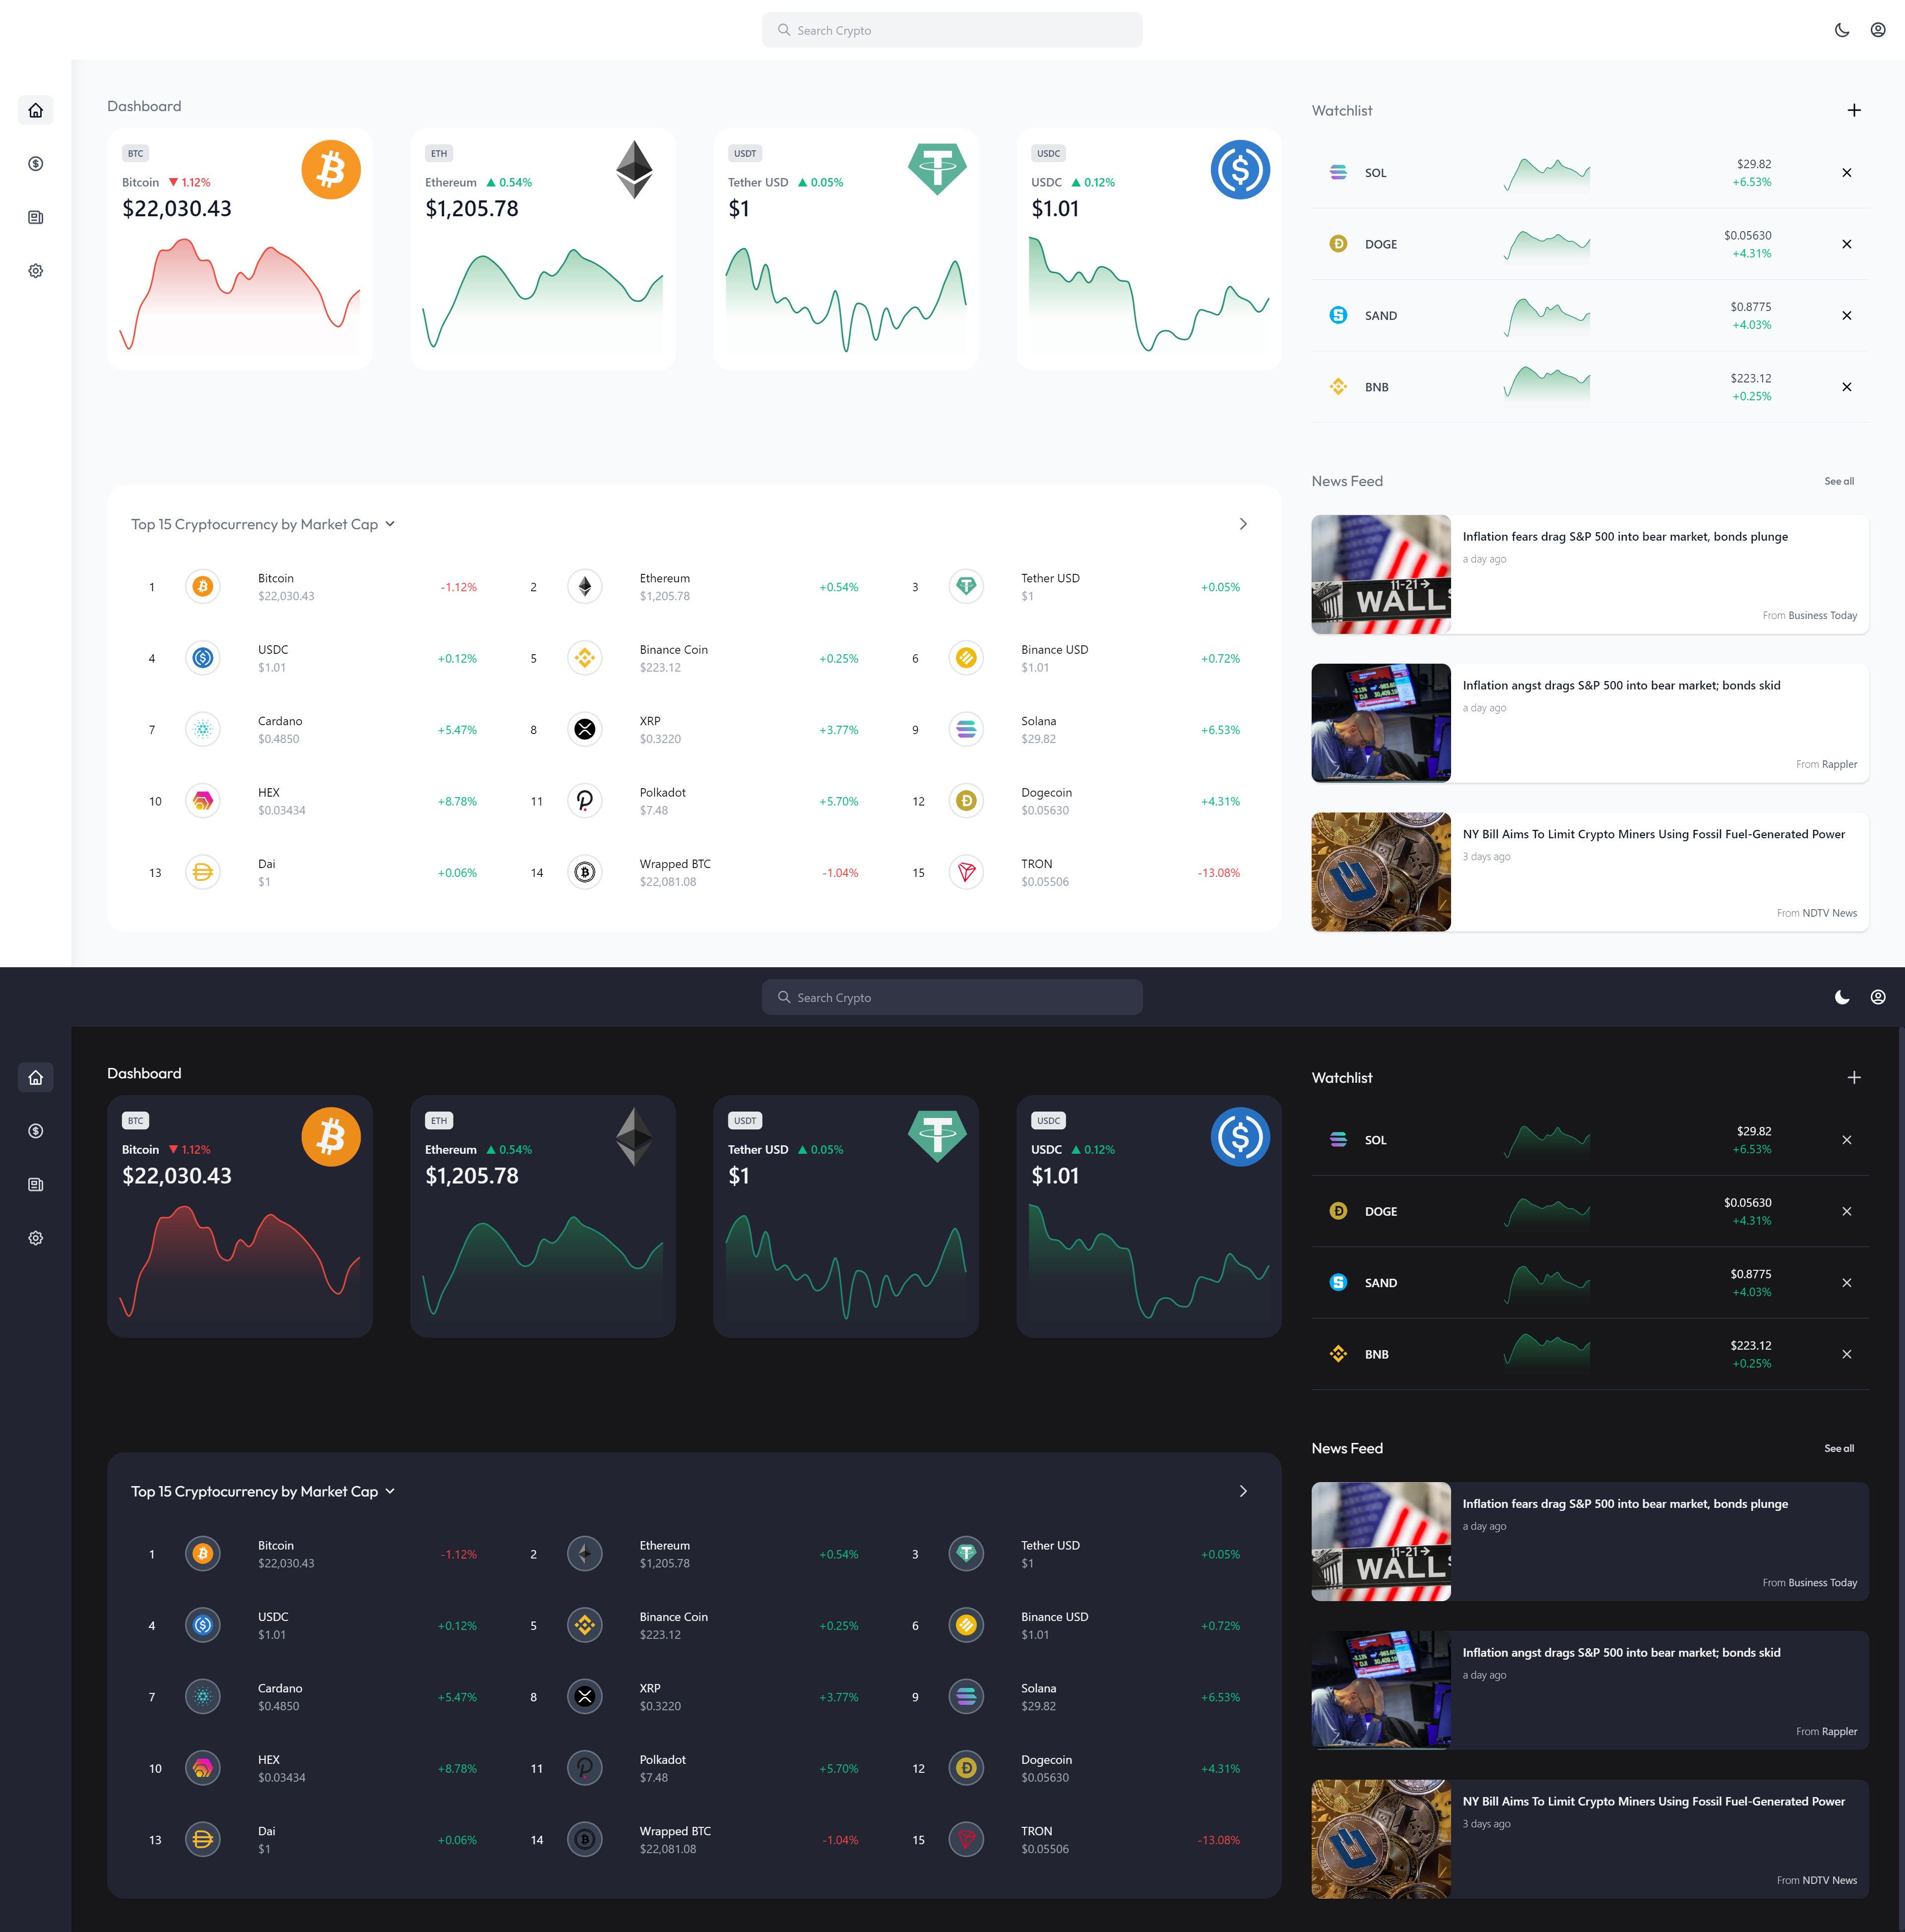 Search Crypto
Dashboard
BTC
Bitcoin ▼ 1.12%
$22,030.43
ETH
Ethereum ▲ 0.54%
$1,205.78
USDT
Tether USD ▲ 0.05%
$1
USDC
USDC ▲ 0.12%
$1.01
Watchlist
SOL
$29.82
+6.53%
DOGE
$0.05630
+4.31%
SAND
$0.8775
+4.03%
BNB
$223.12
+0.25%
Top 15 Cryptocurrency by Market Cap
1 Bitcoin -1.12%
$22,030.43
2 Ethereum +0.54%
$1,205.78
3 Tether USD +0.05%
$1
4 USDC +0.12%
$1.01
5 Binance Coin +0.25%
$223.12
6 Binance USD +0.72%
$1.01
7 Cardano +5.47%
$0.4850
8 XRP +3.77%
$0.3220
9 Solana +6.53%
$29.82
10 HEX +8.78%
$0.03434
11 Polkadot +5.70%
$7.48
12 Dogecoin +4.31%
$0.05630
13 Dai +0.06%
$1
14 Wrapped BTC -1.04%
$22,081.08
15 TRON -13.08%
$0.05506
News Feed
See all
11-21
WALL
Inflation fears drag S&P 500 into bear market, bonds plunge
a day ago
From Business Today
Inflation angst drags S&P 500 into bear market; bonds skid
a day ago
From Rappler
NY Bill Aims To Limit Crypto Miners Using Fossil Fuel-Generated Power
3 days ago
From NDTV News
Search Crypto
Dashboard
BTC
Bitcoin ▼ 1.12%
$22,030.43
ETH
Ethereum ▲ 0.54%
$1,205.78
USDT
Tether USD ▲ 0.05%
$1
USDC
USDC ▲ 0.12%
$1.01
Watchlist
SOL
$29.82
+6.53%
DOGE
$0.05630
+4.31%
SAND
$0.8775
+4.03%
BNB
$223.12
+0.25%
Top 15 Cryptocurrency by Market Cap
1 Bitcoin -1.12%
$22,030.43
2 Ethereum +0.54%
$1,205.78
3 Tether USD +0.05%
$1
4 USDC +0.12%
$1.01
5 Binance Coin +0.25%
$223.12
6 Binance USD +0.72%
$1.01
7 Cardano +5.47%
$0.4850
8 XRP +3.77%
$0.3220
9 Solana +6.53%
$29.82
10 HEX +8.78%
$0.03434
11 Polkadot +5.70%
$7.48
12 Dogecoin +4.31%
$0.05630
13 Dai +0.06%
$1
14 Wrapped BTC -1.04%
$22,081.08
15 TRON -13.08%
$0.05506
News Feed
See all
11-21
WALL
Inflation fears drag S&P 500 into bear market, bonds plunge
a day ago
From Business Today
Inflation angst drags S&P 500 into bear market; bonds skid
a day ago
From Rappler
NY Bill Aims To Limit Crypto Miners Using Fossil Fuel-Generated Power
3 days ago
From NDTV News